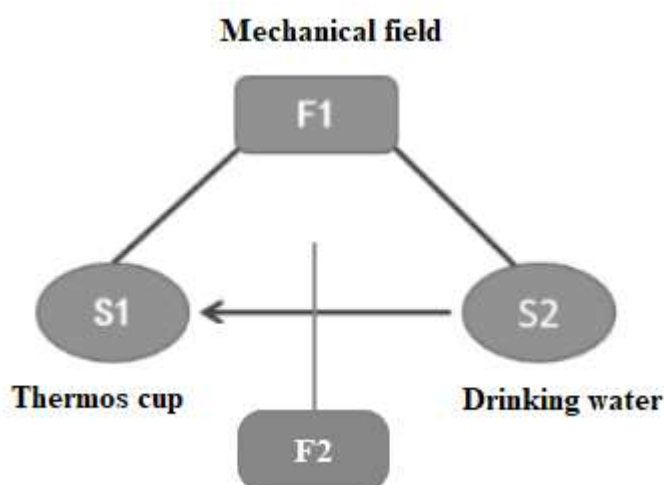 Mechanical field
F1
S1
S2
Thermos cup
Drinking water
F2